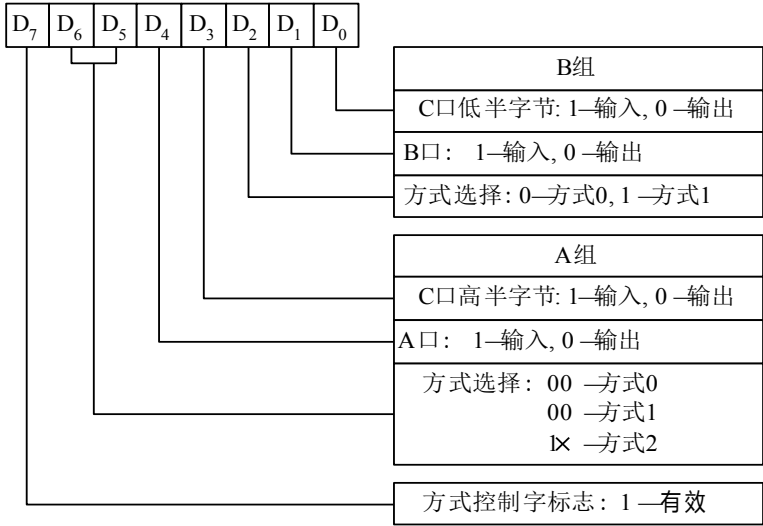 D7 D6 D5 D4 D3 D2 D1 D0
B组
C口低半字节: 1—输入, 0—输出
B口: 1—输入, 0—输出
方式选择: 0—方式0, 1—方式1
A组
C口高半字节: 1—输入, 0—输出
A口: 1—输入, 0—输出
方式选择: 00—方式0
00—方式1
1×—方式2
方式控制字标志: 1—有效